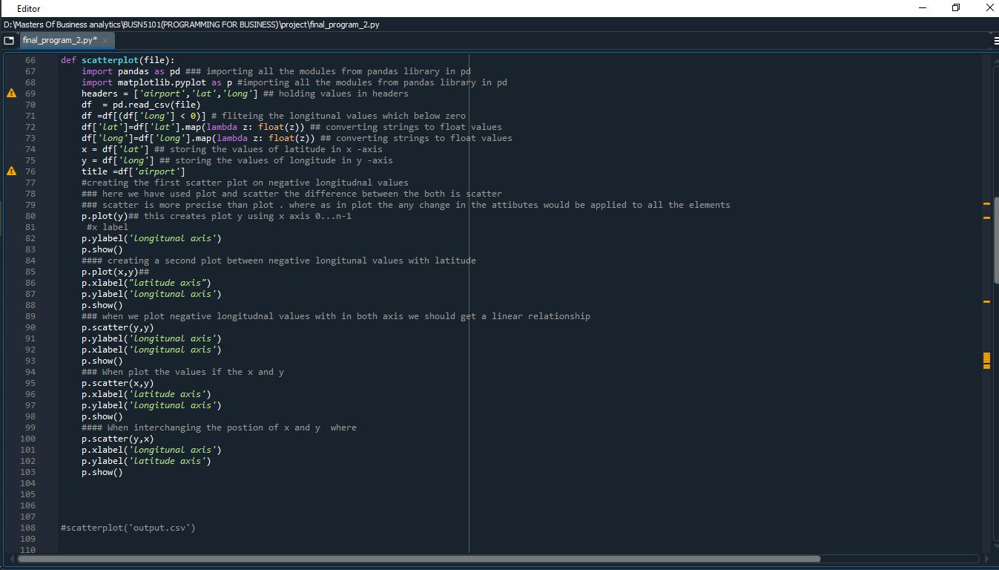 Editor
D:\Masters Of Business analytics\BUSN5101(PROGRAMMING FOR BUSINESS)\project\final_program_2.py
final_program_2.py*
66 def scatterplot(file):
67 import pandas as pd ### importing all the modules from pandas library in pd
68 import matplotlib.pyplot as p #importing all the modules from pandas library in pd
69 headers = ['airport','lat','long'] ## holding values in headers
70 df  = pd.read_csv(file)
71 df =df[(df['long'] < 0)] # fliteing the longitunal values which below zero
72 df['lat']=df['lat'].map(lambda z: float(z)) ## converting strings to float values
73 df['long']=df['long'].map(lambda z: float(z)) ## converting strings to float values
74 x = df['lat'] ## storing the values of latitude in x -axis
75 y = df['long'] ## storing the values of longitude in y -axis
76 title =df['airport']
77 #creating the first scatter plot on negative longitudnal values
78 ### here we have used plot and scatter the difference between the both is scatter
79 ### scatter is more precise than plot . where as in plot the any change in the attibutes would be applied to all the elements
80 p.plot(y)## this creates plot y using x axis 0...n-1
81 #x label
82 p.ylabel('longitunal axis')
83 p.show()
84 #### creating a second plot between negative longitunal values with latitude
85 p.plot(x,y)##
86 p.xlabel("latitude axis")
87 p.ylabel('longitunal axis')
88 p.show()
89 ### when we plot negative longitudnal values with in both axis we should get a linear relationship
90 p.scatter(y,y)
91 p.ylabel('longitunal axis')
92 p.xlabel('longitunal axis')
93 p.show()
94 ### When plot the values if the x and y
95 p.scatter(x,y)
96 p.xlabel('latitude axis')
97 p.ylabel('longitunal axis')
98 p.show()
99 #### When interchanging the postion of x and y  where
100 p.scatter(y,x)
101 p.xlabel('longitunal axis')
102 p.ylabel('latitude axis')
103 p.show()
104
105
106
107
108 #scatterplot('output.csv')
109
110